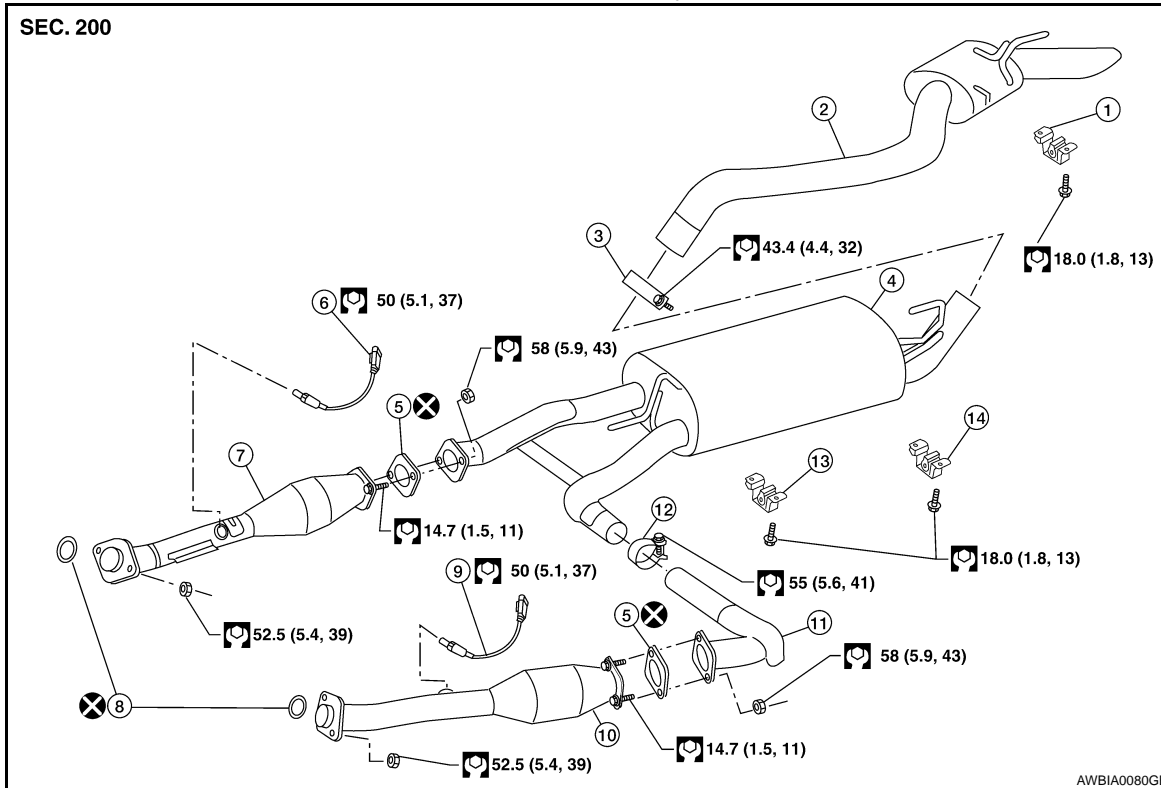 SEC. 200
1
2
3
43.4 (4.4, 32)
18.0 (1.8, 13)
4
6
50 (5.1, 37)
58 (5.9, 43)
5
7
14
13
14.7 (1.5, 11)
12
18.0 (1.8, 13)
9
50 (5.1, 37)
55 (5.6, 41)
5
11
52.5 (5.4, 39)
58 (5.9, 43)
8
10
14.7 (1.5, 11)
52.5 (5.4, 39)